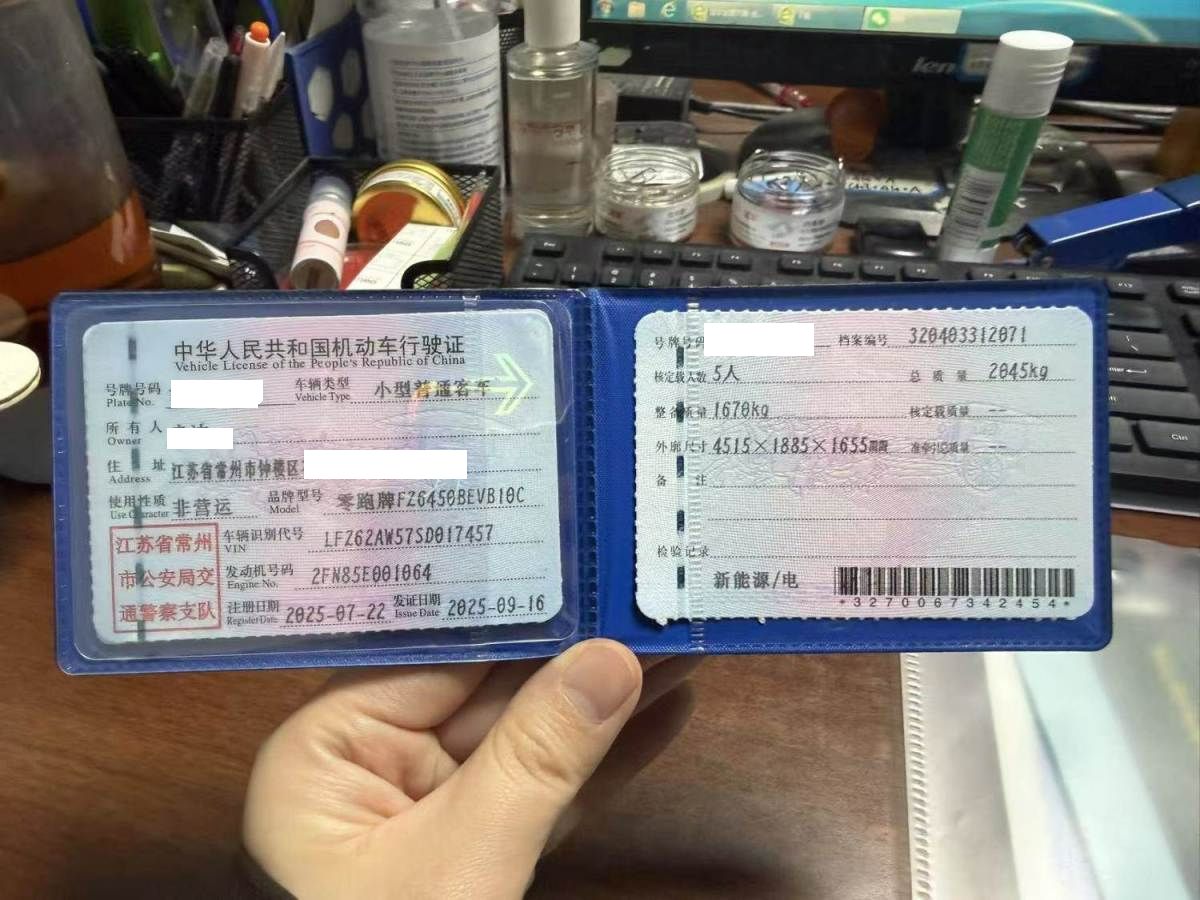 中华人民共和国机动车行驶证
Vehicle License of the People's Republic of China
号牌号码
Plate No.
车辆类型 小型普通客车
Vehicle Type
所有人
Owner
住址 江苏省常州市钟楼区
Address
使用性质 非营运 品牌型号 零跑牌FZ6450BEVB10C
Use Character Model
江苏省常州
市公安局交
通警察支队
车辆识别代号 LFZ62AW57SD017457
VIN
发动机号码 2FN85E001064
Engine No.
注册日期 2025-07-22 发证日期 2025-09-16
Register Date Issue Date
号牌号码 档案编号 320403312071
核定载人数 5人 总质量 2045kg
整备质量 1670kg 核定载质量 --
外廓尺寸 4515×1885×1655mm 准牵引总质量 --
备注
检验记录
新能源/电
*3270067342454*
lenovo
Ctrl